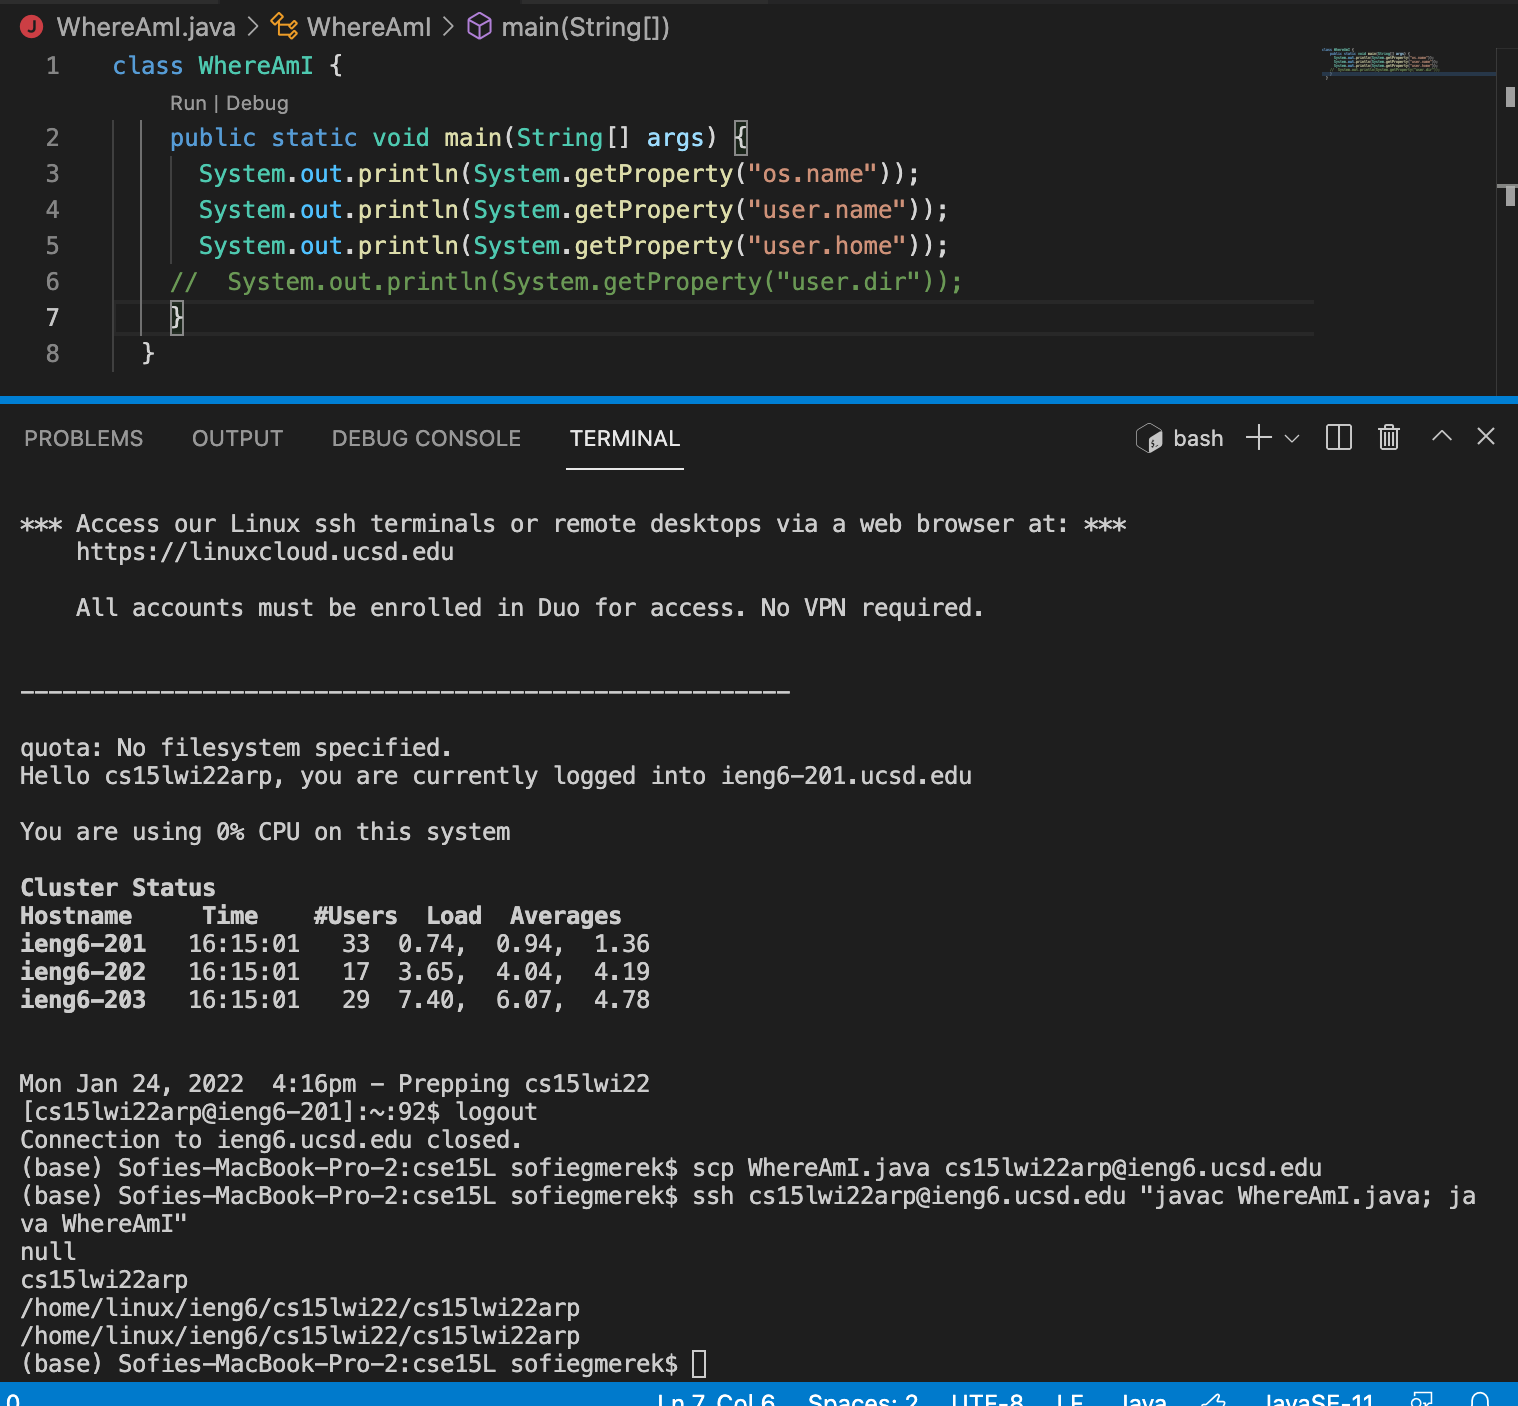 WhereAmI.java > WhereAmI > main(String[])
1 class WhereAmI {
Run | Debug
2 public static void main(String[] args) {
3 System.out.println(System.getProperty("os.name"));
4 System.out.println(System.getProperty("user.name"));
5 System.out.println(System.getProperty("user.home"));
6 //  System.out.println(System.getProperty("user.dir"));
7 }
8 }
PROBLEMS OUTPUT DEBUG CONSOLE TERMINAL bash
*** Access our Linux ssh terminals or remote desktops via a web browser at: ***
https://linuxcloud.ucsd.edu
All accounts must be enrolled in Duo for access. No VPN required.
-------------------------------------------------------
quota: No filesystem specified.
Hello cs15lwi22arp, you are currently logged into ieng6-201.ucsd.edu
You are using 0% CPU on this system
Cluster Status
Hostname     Time    #Users  Load  Averages
ieng6-201   16:15:01   33  0.74,  0.94,  1.36
ieng6-202   16:15:01   17  3.65,  4.04,  4.19
ieng6-203   16:15:01   29  7.40,  6.07,  4.78
Mon Jan 24, 2022  4:16pm - Prepping cs15lwi22
[cs15lwi22arp@ieng6-201]:~:92$ logout
Connection to ieng6.ucsd.edu closed.
(base) Sofies-MacBook-Pro-2:cse15L sofiegmerek$ scp WhereAmI.java cs15lwi22arp@ieng6.ucsd.edu
(base) Sofies-MacBook-Pro-2:cse15L sofiegmerek$ ssh cs15lwi22arp@ieng6.ucsd.edu "javac WhereAmI.java; ja
va WhereAmI"
null
cs15lwi22arp
/home/linux/ieng6/cs15lwi22/cs15lwi22arp
/home/linux/ieng6/cs15lwi22/cs15lwi22arp
(base) Sofies-MacBook-Pro-2:cse15L sofiegmerek$
0 Ln 7, Col 6 Spaces: 2 UTF-8 LF Java JavaSE-11